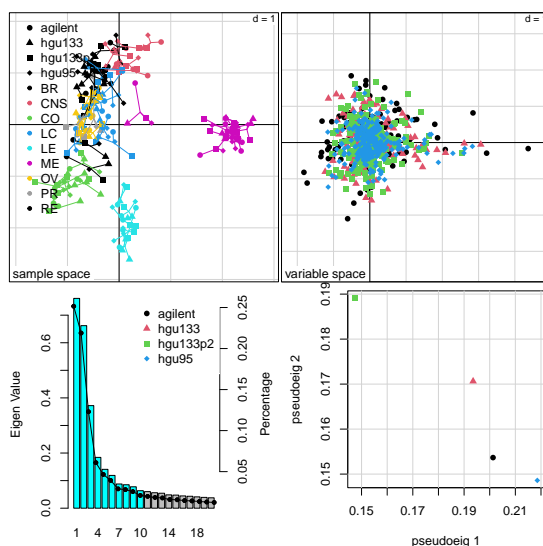 d = 1
agilent
hgu133
hgu133p2
hgu95
BR
CNS
CO
LC
LE
ME
OV
PR
RE
sample space
d = 1
variable space
agilent
hgu133
hgu133p2
hgu95
Eigen Value
0.0
0.2
0.4
0.6
0.05
0.10
0.15
0.20
0.25
Percentage
1
4
7
10
14
18
pseudoeig 2
0.15
0.16
0.17
0.18
0.19
0.15
0.17
0.19
0.21
pseudoeig 1